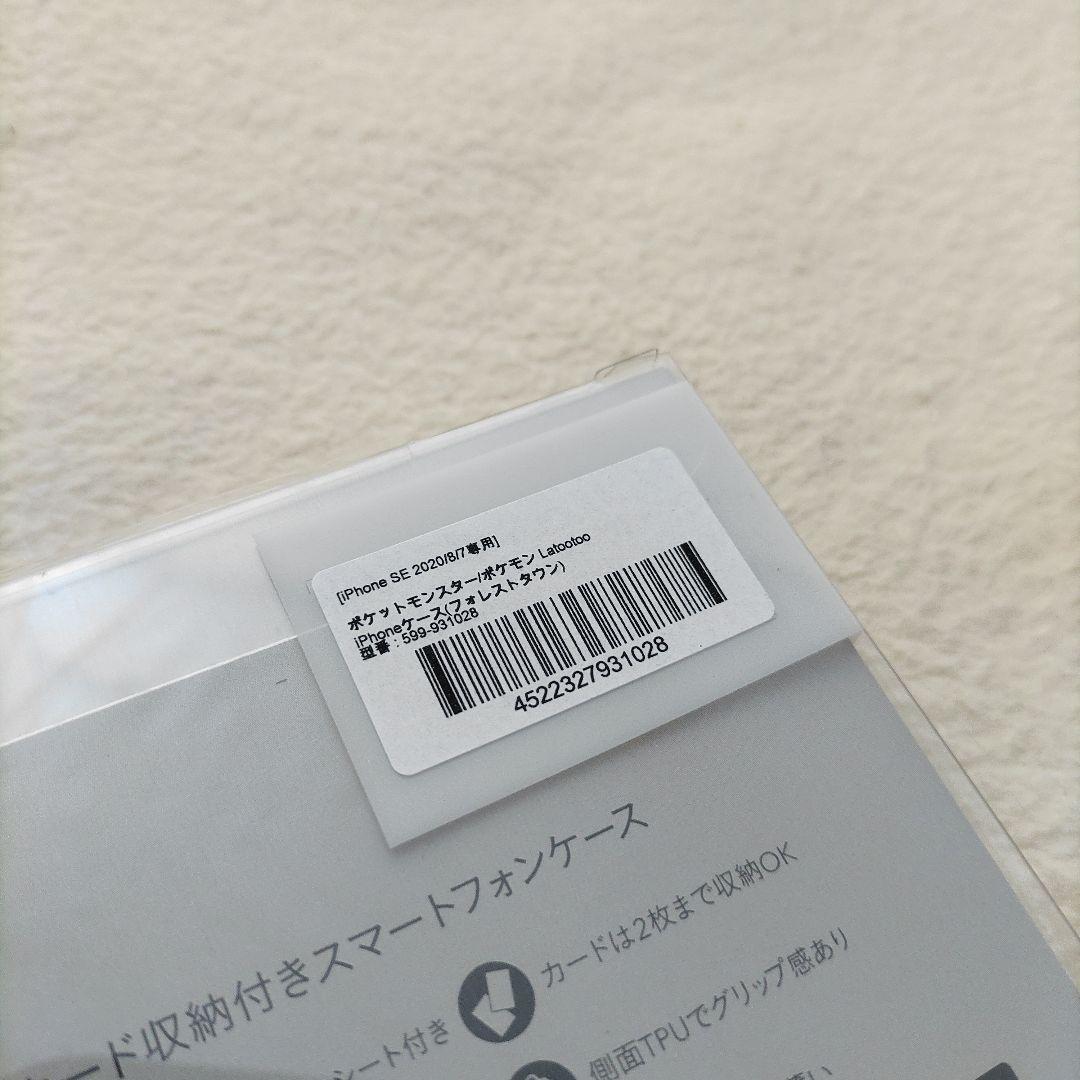 [iPhone SE 2020/8/7専用]
ポケットモンスター/ポケモン Latootoo
iPhoneケース(フォレストタウン)
型番 : 599-931028
4522327931028
カード収納付きスマートフォンケース
シート付き
カードは2枚まで収納OK
側面TPUでグリップ感あり